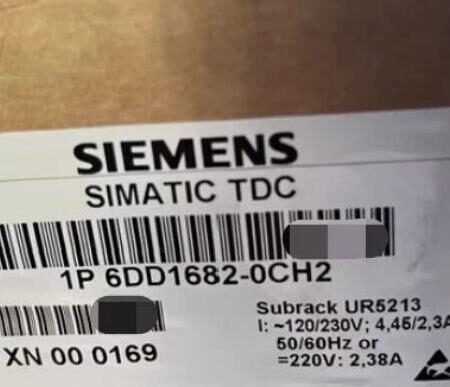 SIEMENS
SIMATIC TDC
1P 6DD1682-0CH2
XN 00 0169
Subrack UR5213
I: ~120/230V; 4,45/2,3A
50/60Hz or
=220V: 2,38A